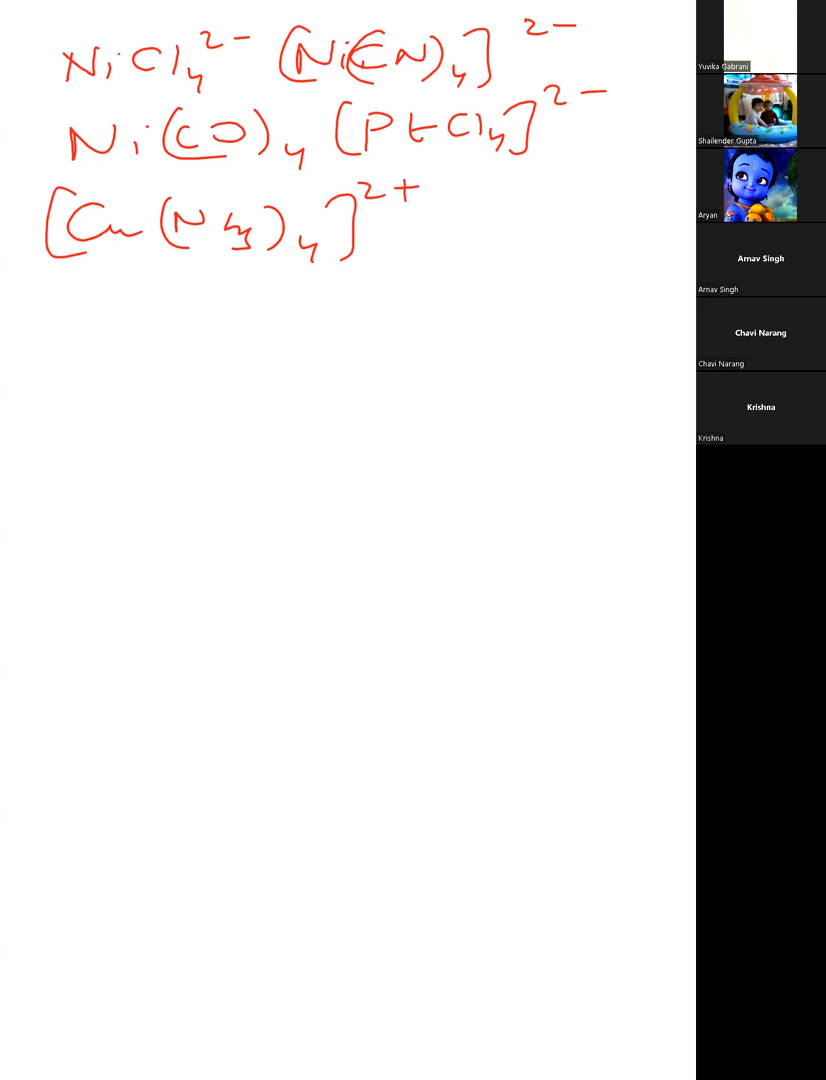 NiCl₄²⁻ [Ni(CN)₄]²⁻
Ni(CO)₄ [PtCl₄]²⁻
[Cu(NH₃)₄]²⁺
Yuvika Gabrani
Shailender Gupta
Aryan
Arnav Singh
Arnav Singh
Chavi Narang
Chavi Narang
Krishna
Krishna